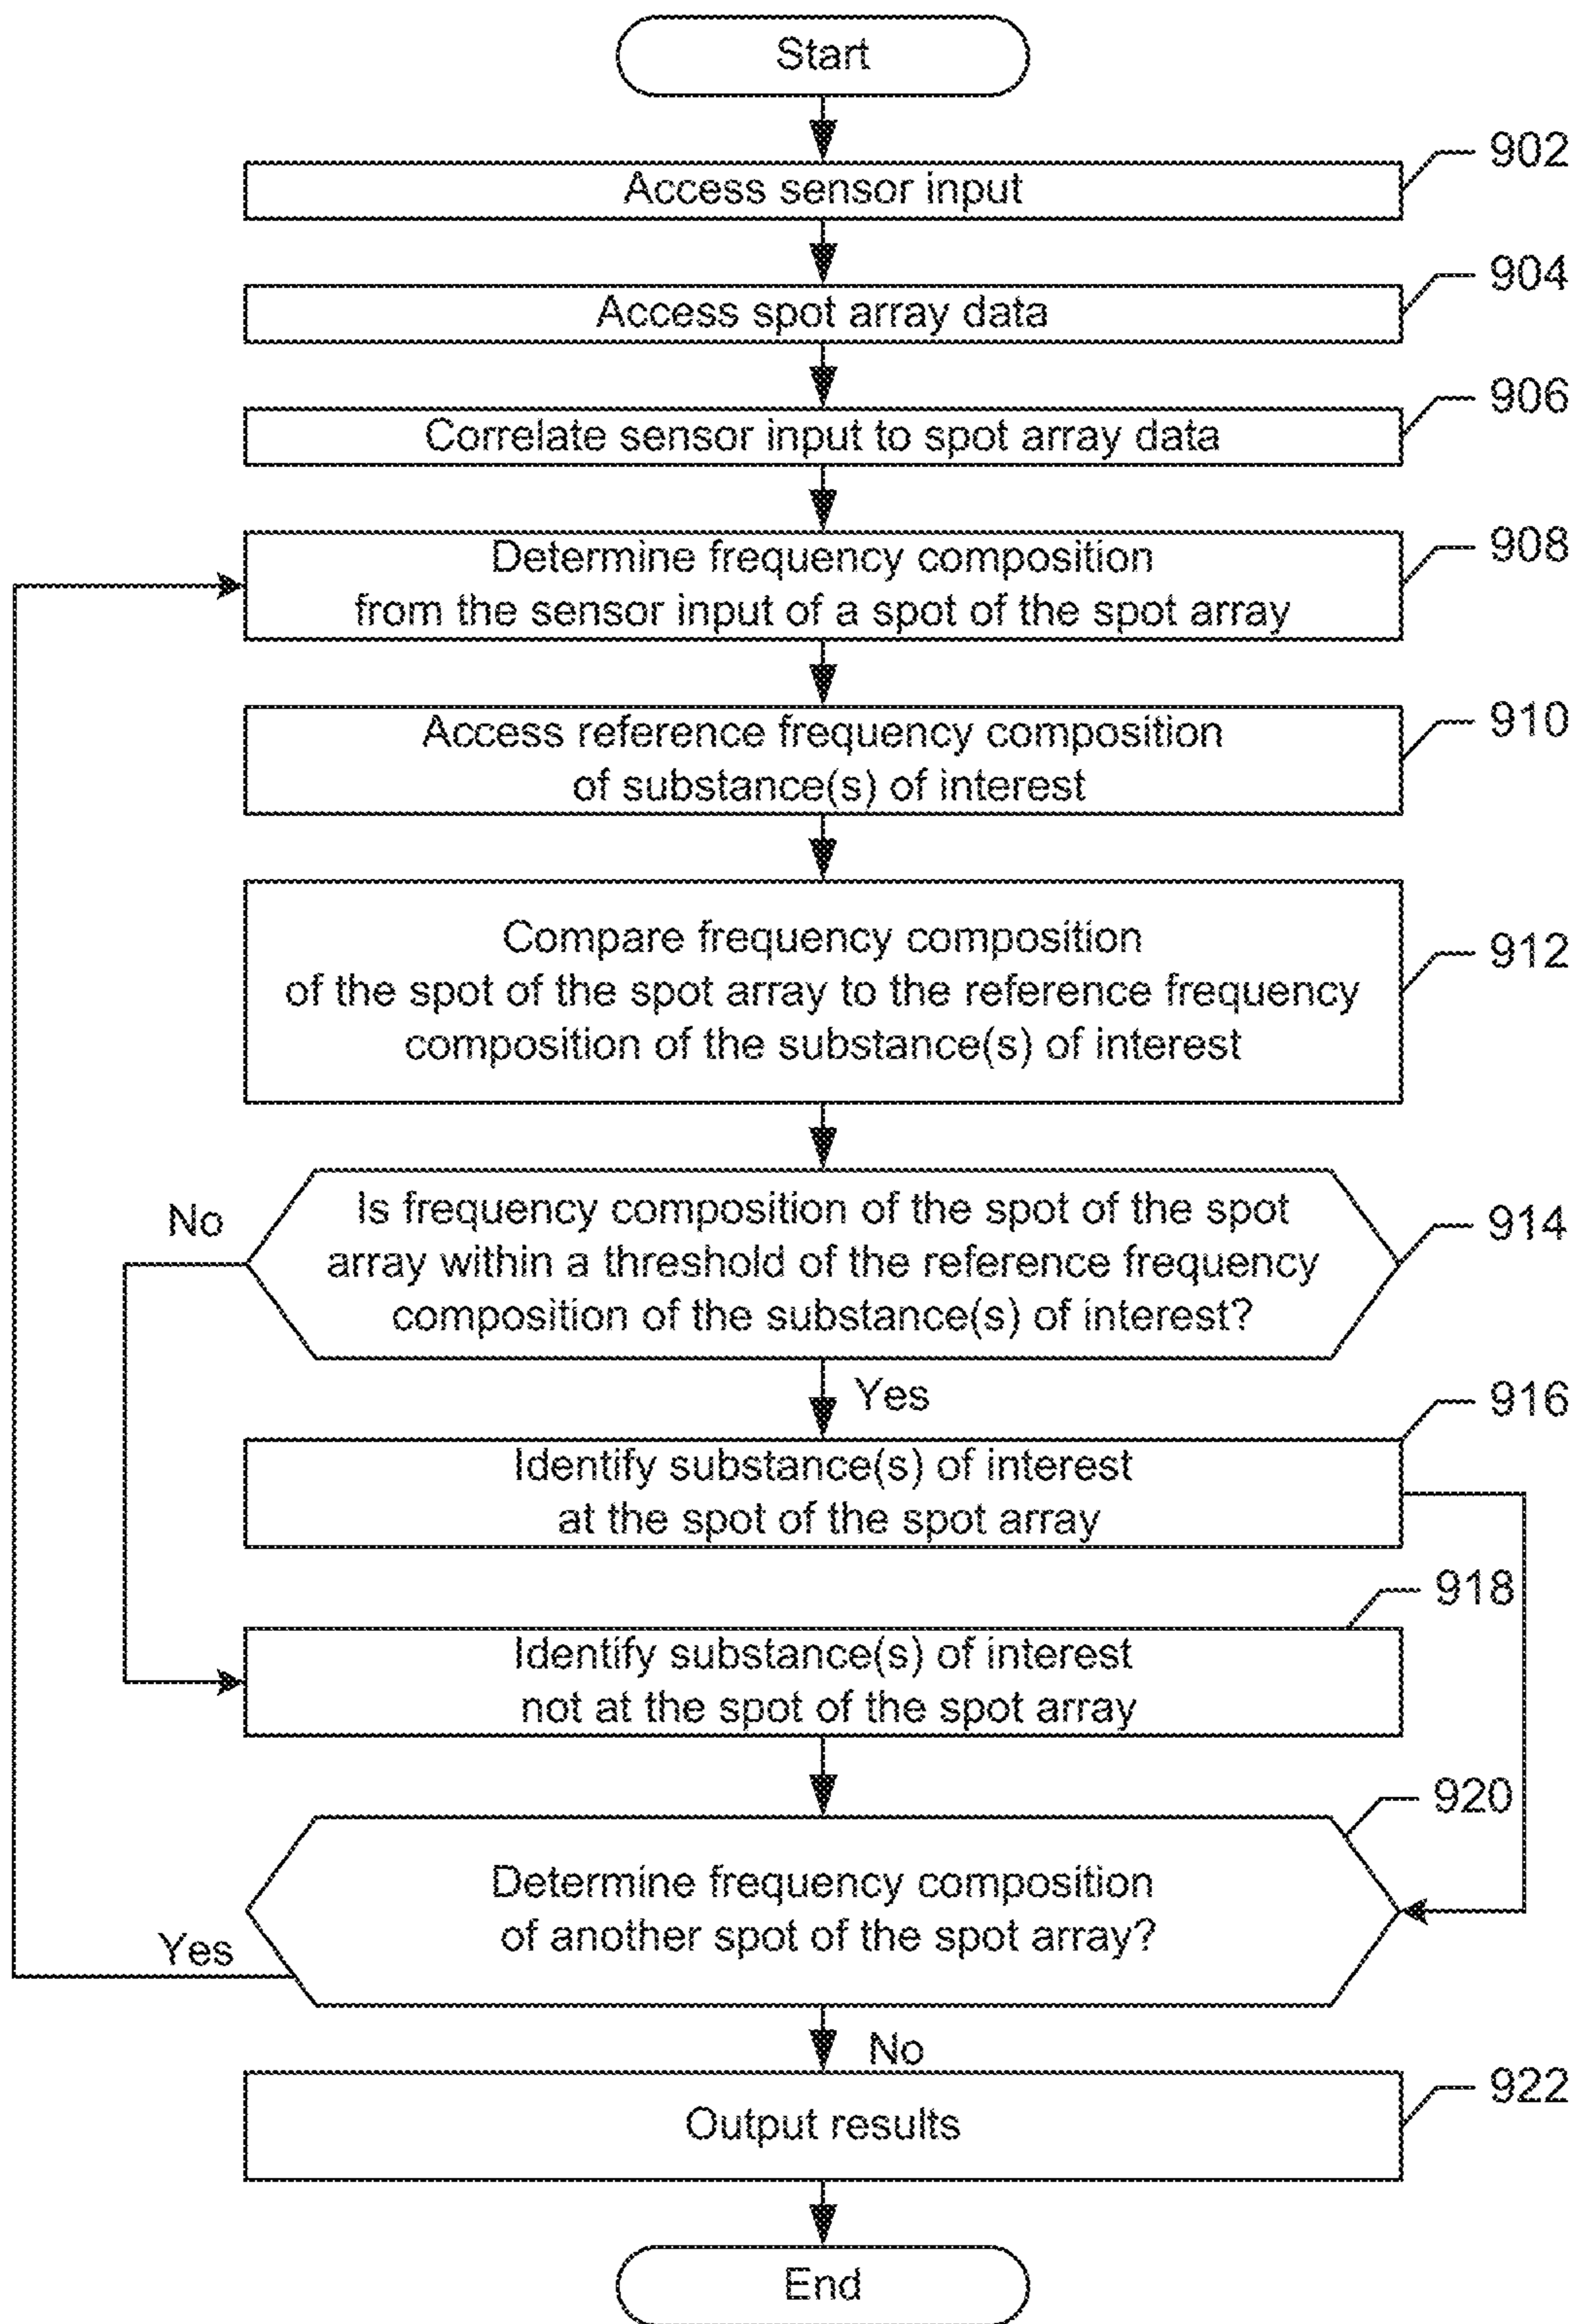 Start
902
Access sensor input
904
Access spot array data
906
Correlate sensor input to spot array data
908
Determine frequency composition
from the sensor input of a spot of the spot array
910
Access reference frequency composition
of substance(s) of interest
912
Compare frequency composition
of the spot of the spot array to the reference frequency
composition of the substance(s) of interest
No
914
Is frequency composition of the spot of the spot
array within a threshold of the reference frequency
composition of the substance(s) of interest?
Yes
916
Identify substance(s) of interest
at the spot of the spot array
918
Identify substance(s) of interest
not at the spot of the spot array
920
Determine frequency composition
of another spot of the spot array?
Yes
No
922
Output results
End